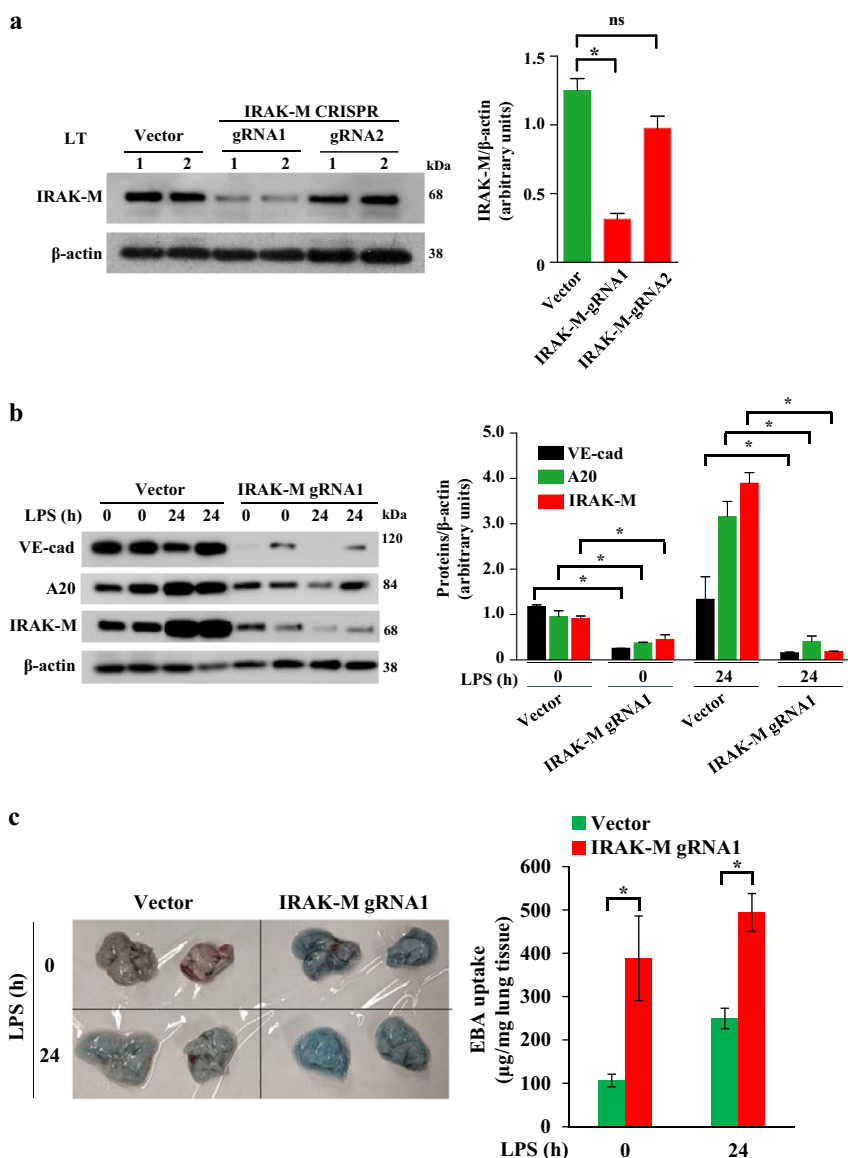 a
IRAK-M CRISPR
LT Vector gRNA1 gRNA2
1 2 1 2 1 2 kDa
IRAK-M 68
β-actin 38
ns
*
1.5
1.0
0.5
0
IRAK-M/β-actin
(arbitrary units)
Vector
IRAK-M-gRNA1
IRAK-M-gRNA2
b
Vector IRAK-M gRNA1
LPS (h) 0 0 24 24 0 0 24 24 kDa
VE-cad 120
A20 84
IRAK-M 68
β-actin 38
*
*
*
*
*
*
VE-cad
A20
IRAK-M
5.0
4.0
3.0
2.0
1.0
0
Proteins/β-actin
(arbitrary units)
LPS (h) 0 0 24 24
Vector
IRAK-M gRNA1
Vector
IRAK-M gRNA1
c
Vector IRAK-M gRNA1
LPS (h)
0
24
Vector
IRAK-M gRNA1
*
*
600
500
400
300
200
100
0
EBA uptake
(µg/mg lung tissue)
LPS (h) 0 24